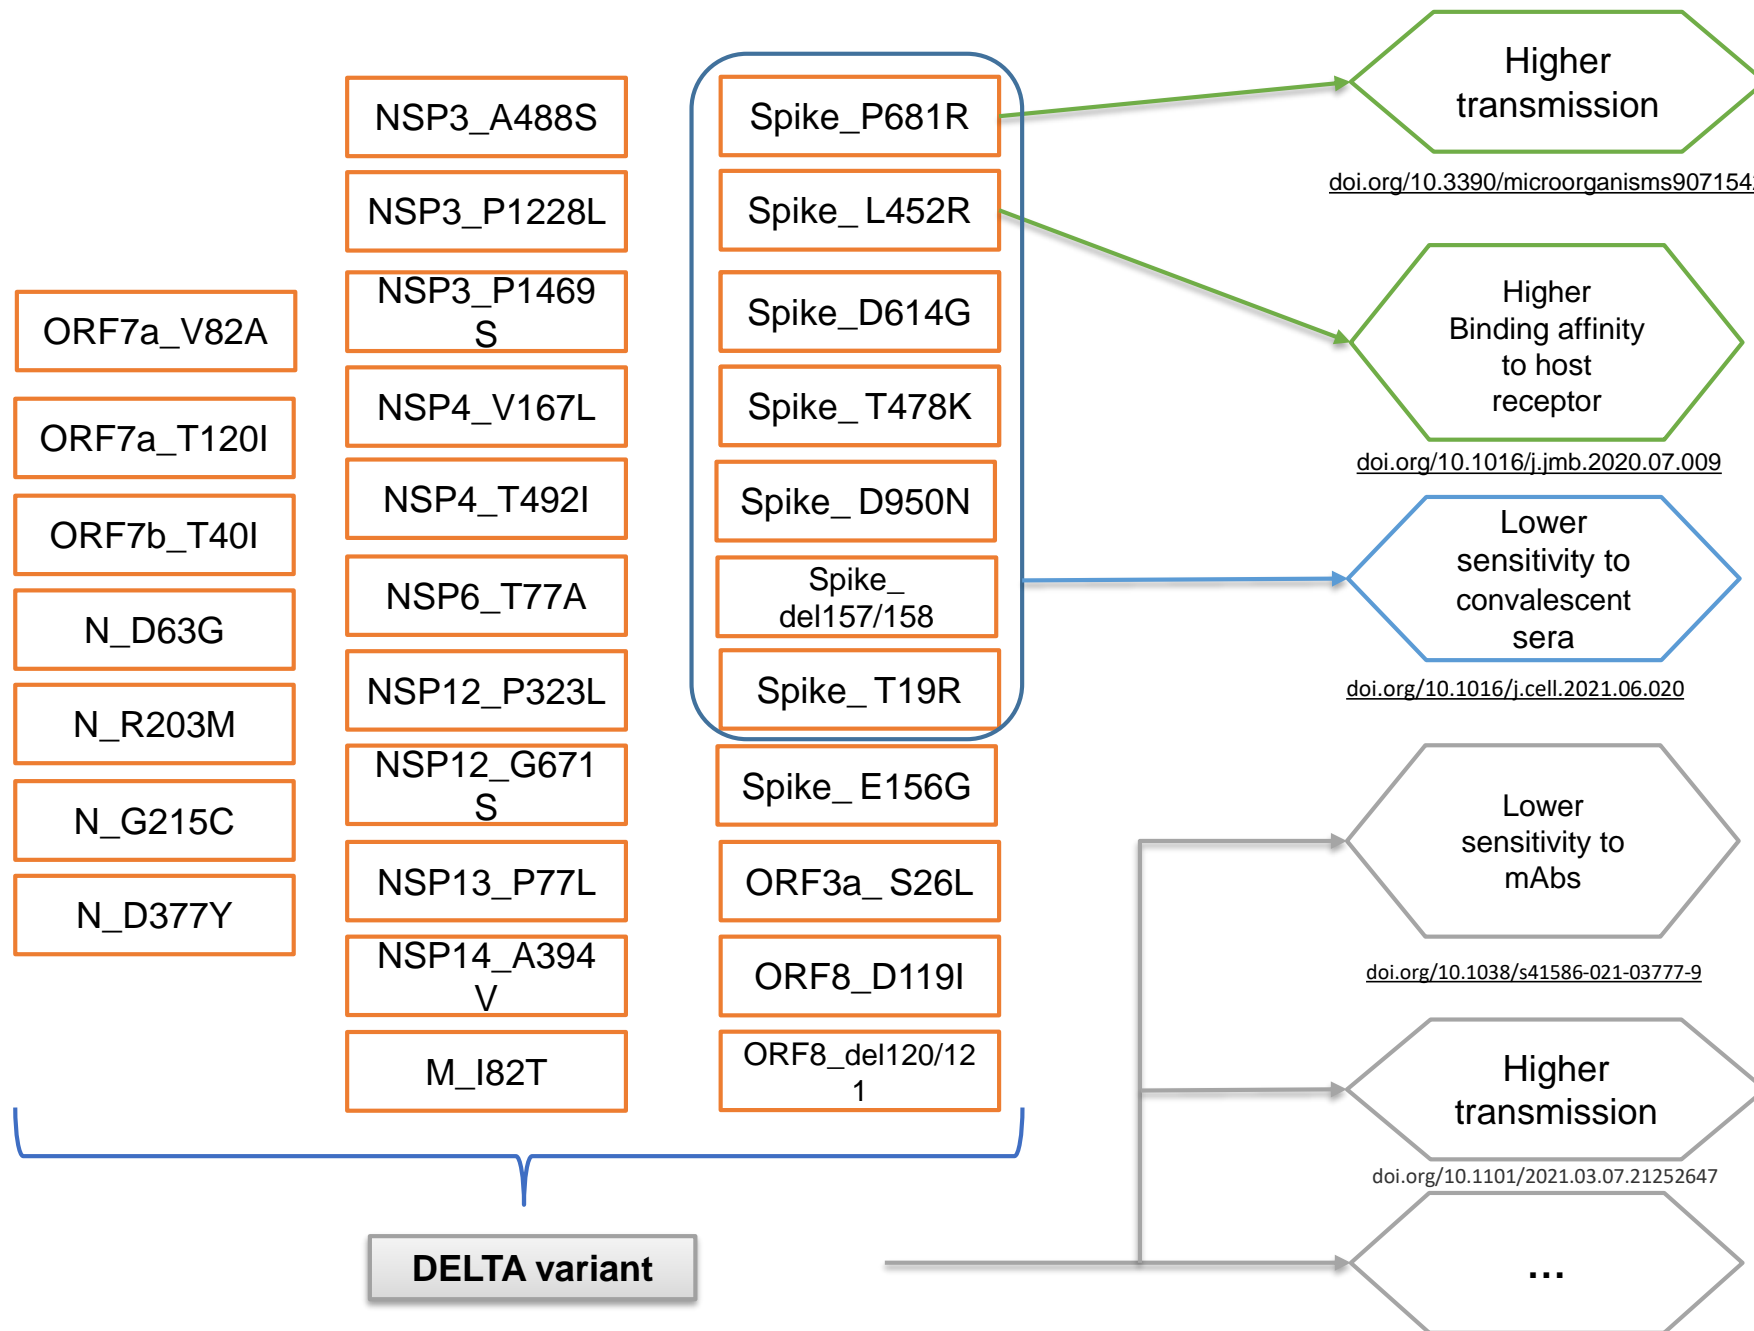 ORF7a_V82A
ORF7a_T120I
ORF7b_T40I
N_D63G
N_R203M
N_G215C
N_D377Y
NSP3_A488S
NSP3_P1228L
NSP3_P1469
S
NSP4_V167L
NSP4_T492I
NSP6_T77A
NSP12_P323L
NSP12_G671
S
NSP13_P77L
NSP14_A394
V
M_I82T
Spike_P681R
Spike_ L452R
Spike_D614G
Spike_ T478K
Spike_ D950N
Spike_
del157/158
Spike_ T19R
Spike_ E156G
ORF3a_ S26L
ORF8_D119I
ORF8_del120/12
1
DELTA variant
Higher
transmission
doi.org/10.3390/microorganisms9071542
Higher
Binding affinity
to host
receptor
doi.org/10.1016/j.jmb.2020.07.009
Lower
sensitivity to
convalescent
sera
doi.org/10.1016/j.cell.2021.06.020
Lower
sensitivity to
mAbs
doi.org/10.1038/s41586-021-03777-9
Higher
transmission
doi.org/10.1101/2021.03.07.21252647
...